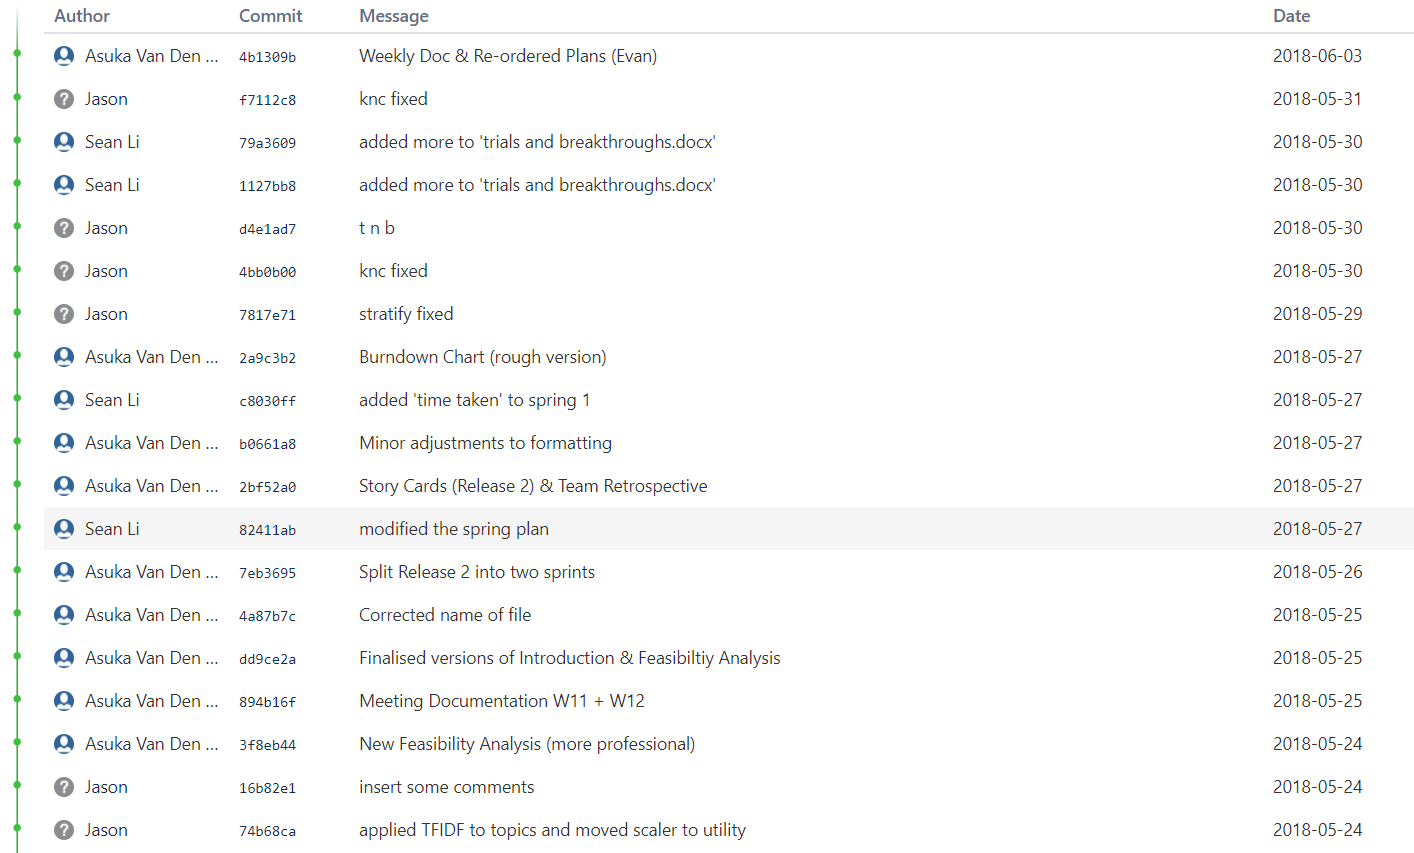 Author Commit Message Date
Asuka Van Den ... 4b1309b Weekly Doc & Re-ordered Plans (Evan) 2018-06-03
? Jason f7112c8 knc fixed 2018-05-31
Sean Li 79a3609 added more to 'trials and breakthroughs.docx' 2018-05-30
Sean Li 1127bb8 added more to 'trials and breakthroughs.docx' 2018-05-30
? Jason d4e1ad7 t n b 2018-05-30
? Jason 4bb0b00 knc fixed 2018-05-30
? Jason 7817e71 stratify fixed 2018-05-29
Asuka Van Den ... 2a9c3b2 Burndown Chart (rough version) 2018-05-27
Sean Li c8030ff added 'time taken' to spring 1 2018-05-27
Asuka Van Den ... b0661a8 Minor adjustments to formatting 2018-05-27
Asuka Van Den ... 2bf52a0 Story Cards (Release 2) & Team Retrospective 2018-05-27
Sean Li 82411ab modified the spring plan 2018-05-27
Asuka Van Den ... 7eb3695 Split Release 2 into two sprints 2018-05-26
Asuka Van Den ... 4a87b7c Corrected name of file 2018-05-25
Asuka Van Den ... dd9ce2a Finalised versions of Introduction & Feasibiltiy Analysis 2018-05-25
Asuka Van Den ... 894b16f Meeting Documentation W11 + W12 2018-05-25
Asuka Van Den ... 3f8eb44 New Feasibility Analysis (more professional) 2018-05-24
? Jason 16b82e1 insert some comments 2018-05-24
? Jason 74b68ca applied TFIDF to topics and moved scaler to utility 2018-05-24